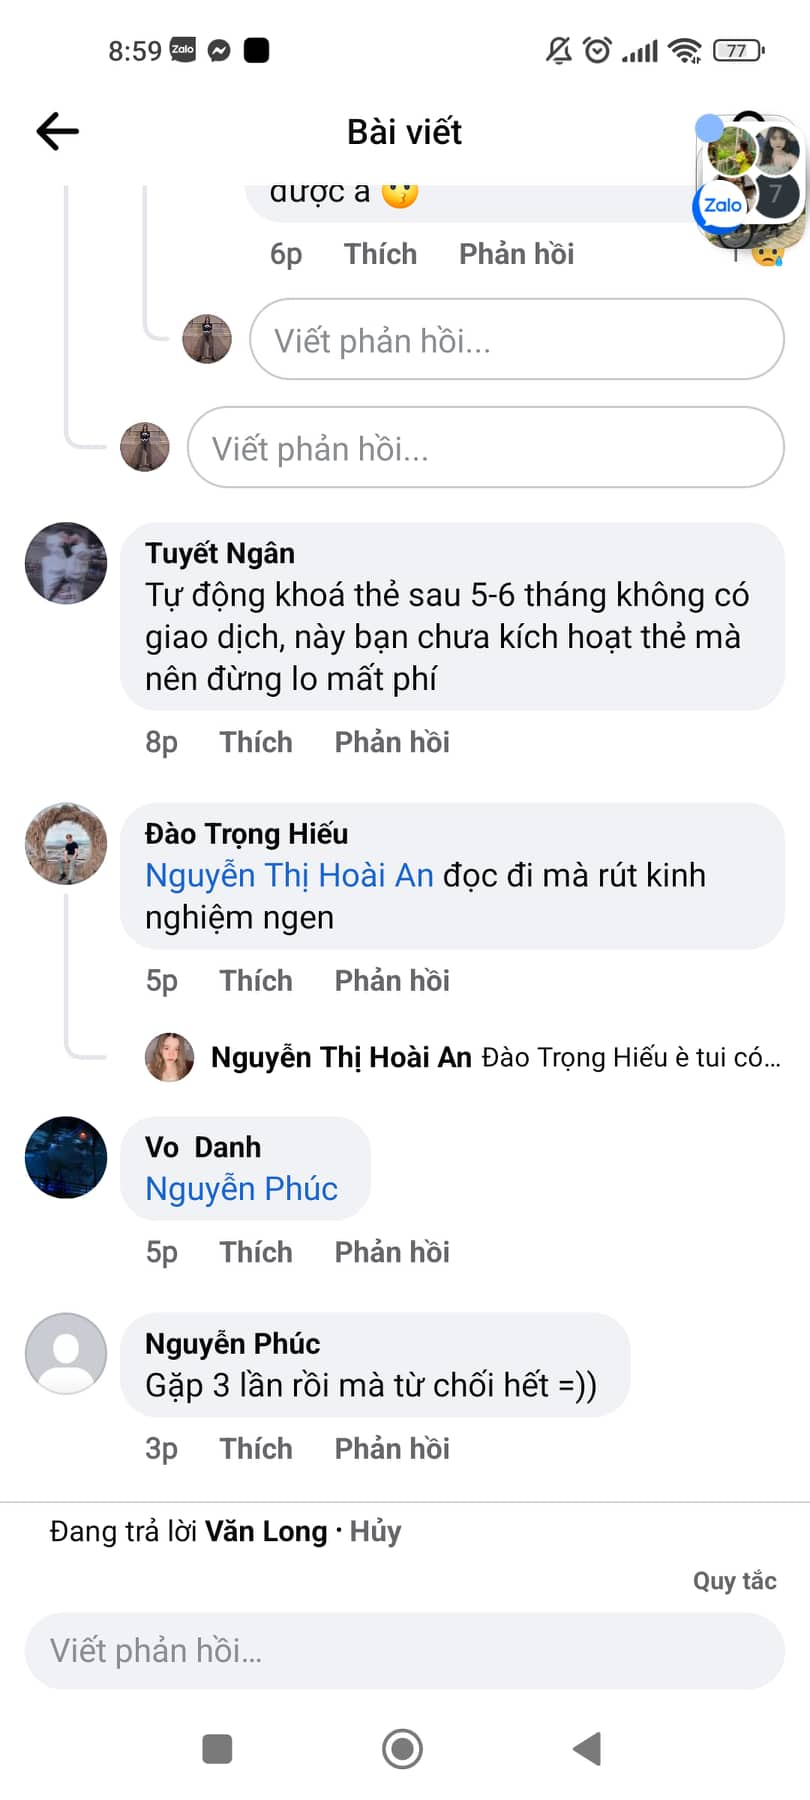 8:59 Zalo 77
Bài viết
được ạ
Zalo
7
6p Thích Phản hồi
Viết phản hồi...
Viết phản hồi...
Tuyết Ngân
Tự động khoá thẻ sau 5-6 tháng không có
giao dịch, này bạn chưa kích hoạt thẻ mà
nên đừng lo mất phí
8p Thích Phản hồi
Đào Trọng Hiếu
Nguyễn Thị Hoài An đọc đi mà rút kinh
nghiệm ngen
5p Thích Phản hồi
Nguyễn Thị Hoài An Đào Trọng Hiếu è tui có...
Vo Danh
Nguyễn Phúc
5p Thích Phản hồi
Nguyễn Phúc
Gặp 3 lần rồi mà từ chối hết =))
3p Thích Phản hồi
Đang trả lời Văn Long · Hủy
Quy tắc
Viết phản hồi...